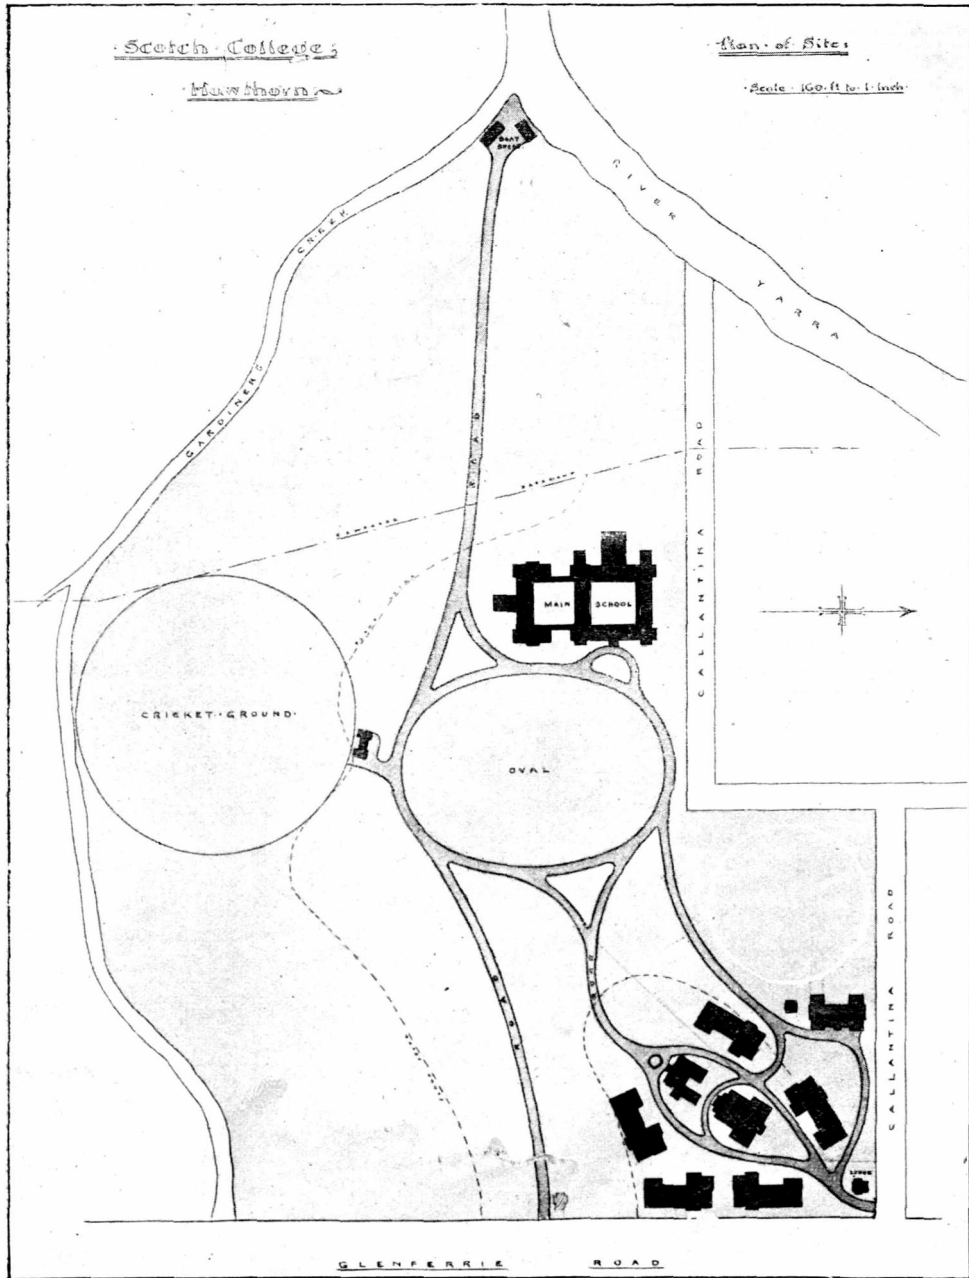 Scotch College;
Hawthorn
Plan of Site;
Scale 160 ft to 1 inch
BOAT
SHEDS
RIVER YARRA
GARDINERS CREEK
ROAD
CALLANTINA ROAD
MAIN SCHOOL
CRICKET GROUND
OVAL
ROAD
ROAD
CALLANTINA ROAD
LODGE
GLENFERRIE ROAD